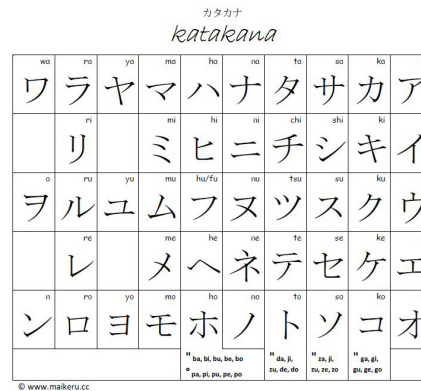 カタカナ
katakana
wa ra ya ma ha na ta sa ka
ワ ラ ヤ マ ハ ナ タ サ カ ア
ri mi hi ni chi shi ki
リ ミ ヒ ニ チ シ キ イ
o ru yu mu hu/fu nu tsu su ku
ヲ ル ユ ム フ ヌ ツ ス ク ウ
re me he ne te se ke
レ メ ヘ ネ テ セ ケ エ
n ro yo mo ho no to so ko
ン ロ ヨ モ ホ ノ ト ソ コ オ
" ba, bi, bu, be, bo " da, ji, " za, ji, " ga, gi,
° pa, pi, pu, pe, po zu, de, do zu, ze, zo gu, ge, go
© www.maikeru.cc